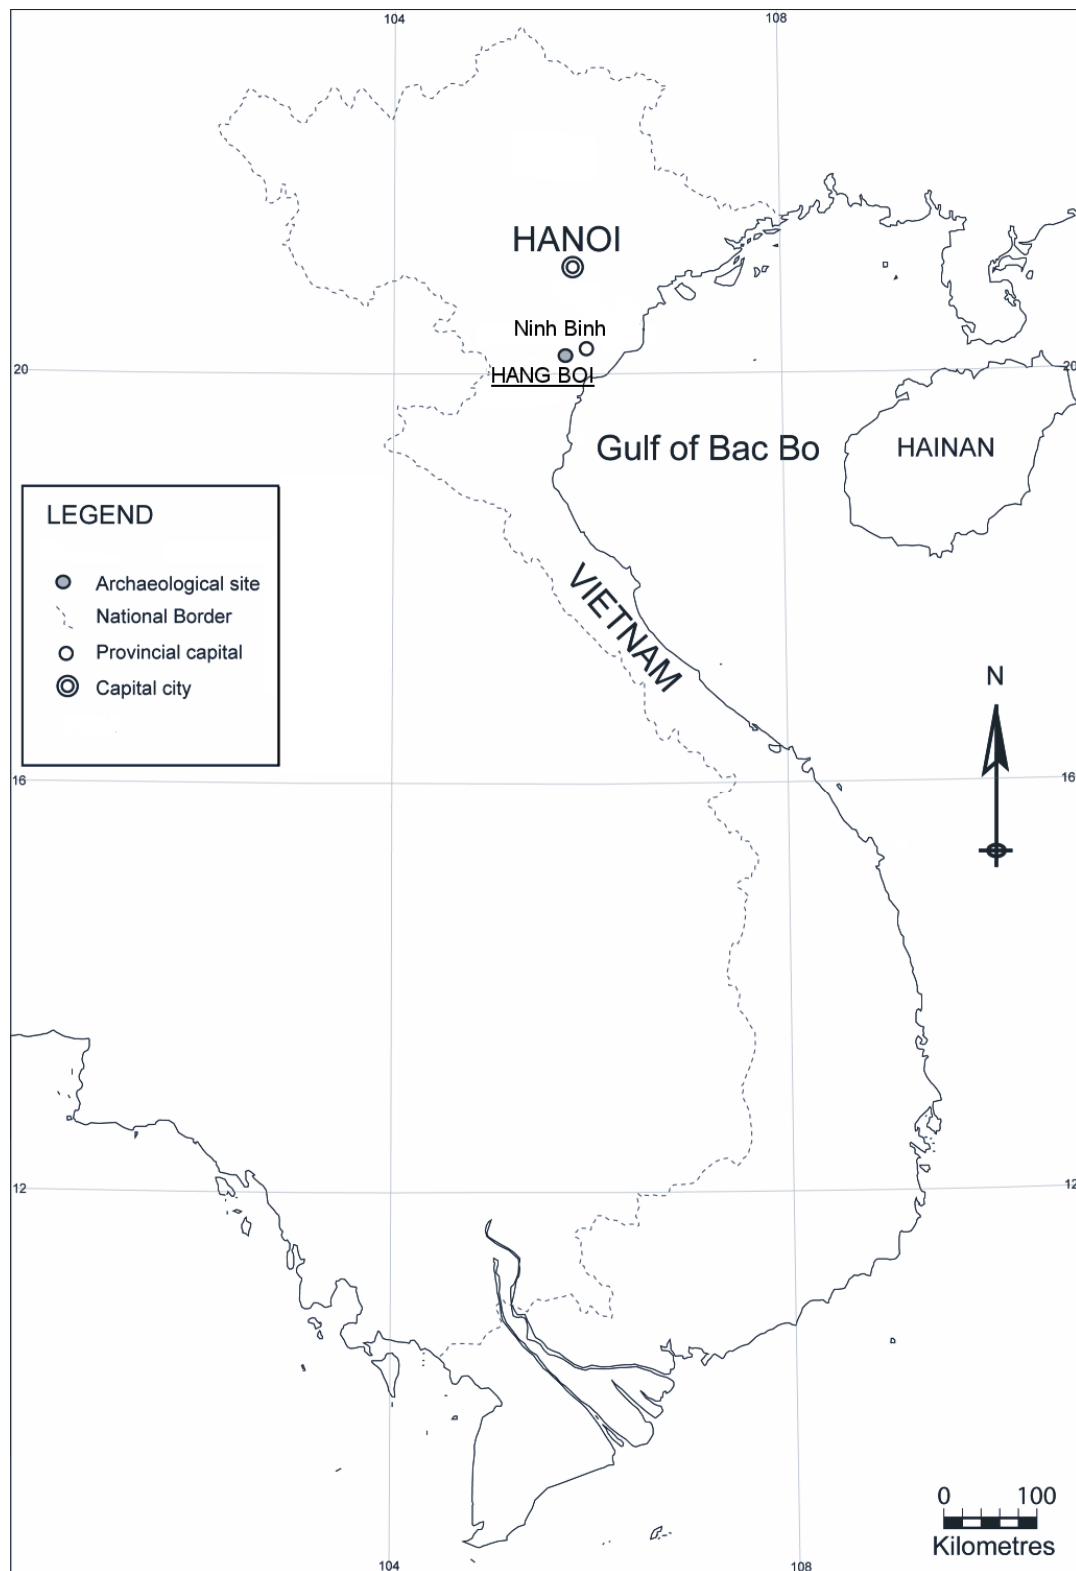 104
108
HANOI
Ninh Binh
20
HANG BOI
20
Gulf of Bac Bo
HAINAN
LEGEND
Archaeological site
National Border
Provincial capital
Capital city
VIETNAM
N
16
16
12
12
0 100
Kilometres
104
108